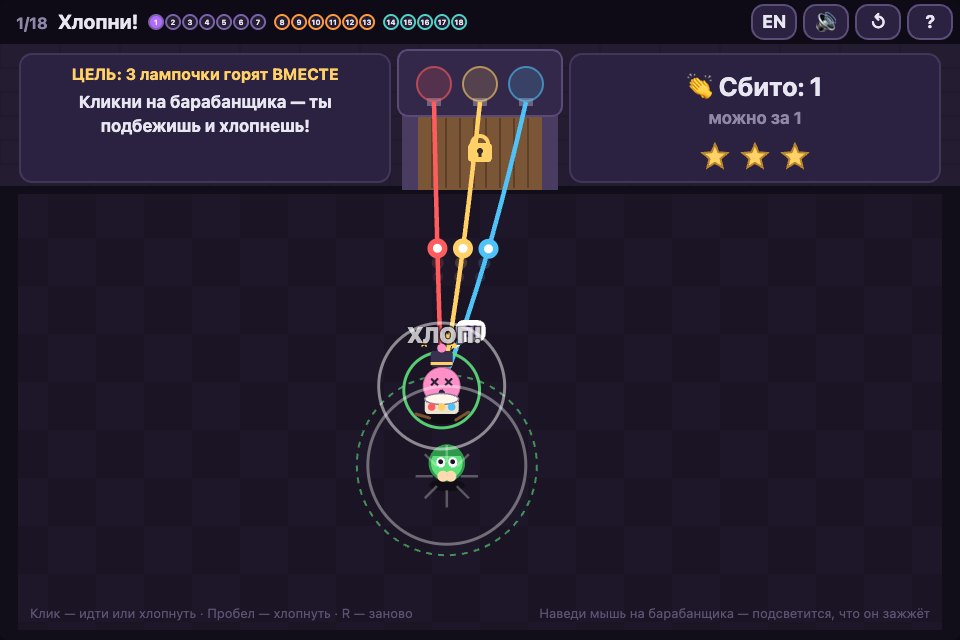 1/18 Хлопни! 1 2 3 4 5 6 7 8 9 10 11 12 13 14 15 16 17 18 EN ?
ЦЕЛЬ: 3 лампочки горят ВМЕСТЕ
Кликни на барабанщика — ты
подбежишь и хлопнешь!
Сбито: 1
можно за 1
ХЛОП!
Клик — идти или хлопнуть · Пробел — хлопнуть · R — заново
Наведи мышь на барабанщика — подсветится, что он зажжёт